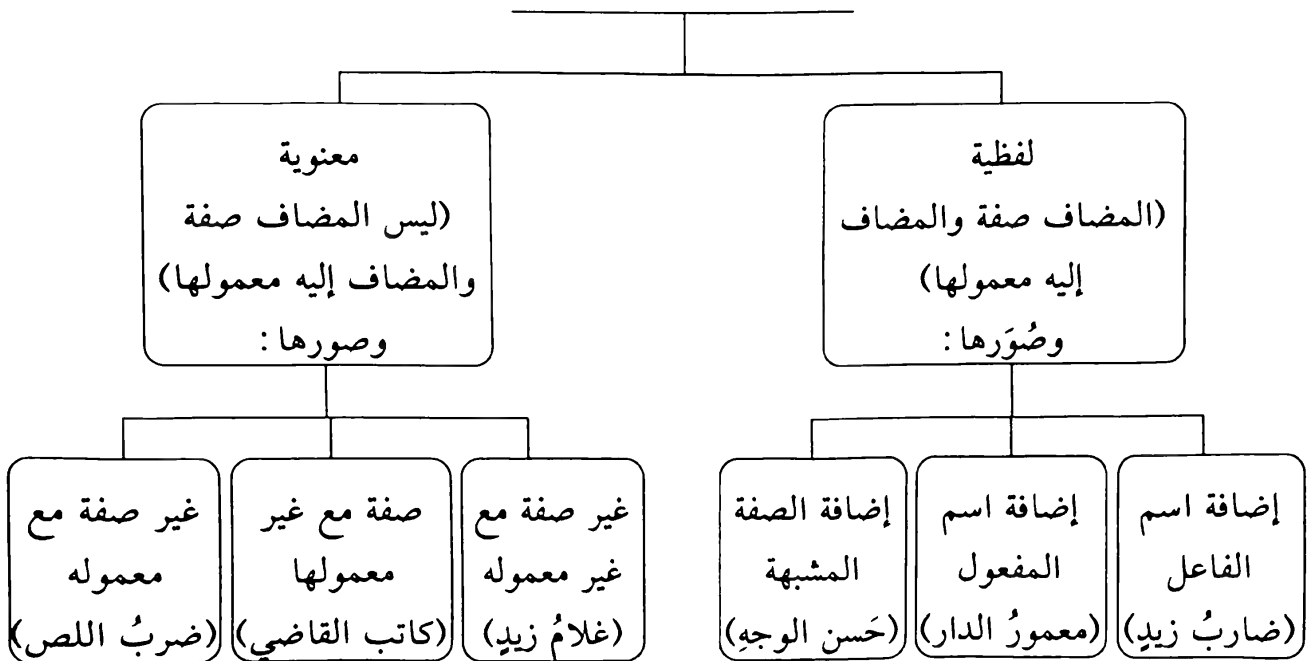 لفظية
(المضاف صفة والمضاف
إليه معمولها)
وصُوَرها:
معنوية
(ليس المضاف صفة
والمضاف إليه معمولها)
وصورها:
إضافة اسم
الفاعل
(ضاربُ زيدٍ)
إضافة اسم
المفعول
(معمورُ الدار)
إضافة الصفة
المشبهة
(حَسن الوجهِ)
غير صفة مع
غير معموله
(غلامُ زيدٍ)
صفة مع غير
معمولها
(كاتب القاضي)
غير صفة مع
معموله
(ضربُ اللص)